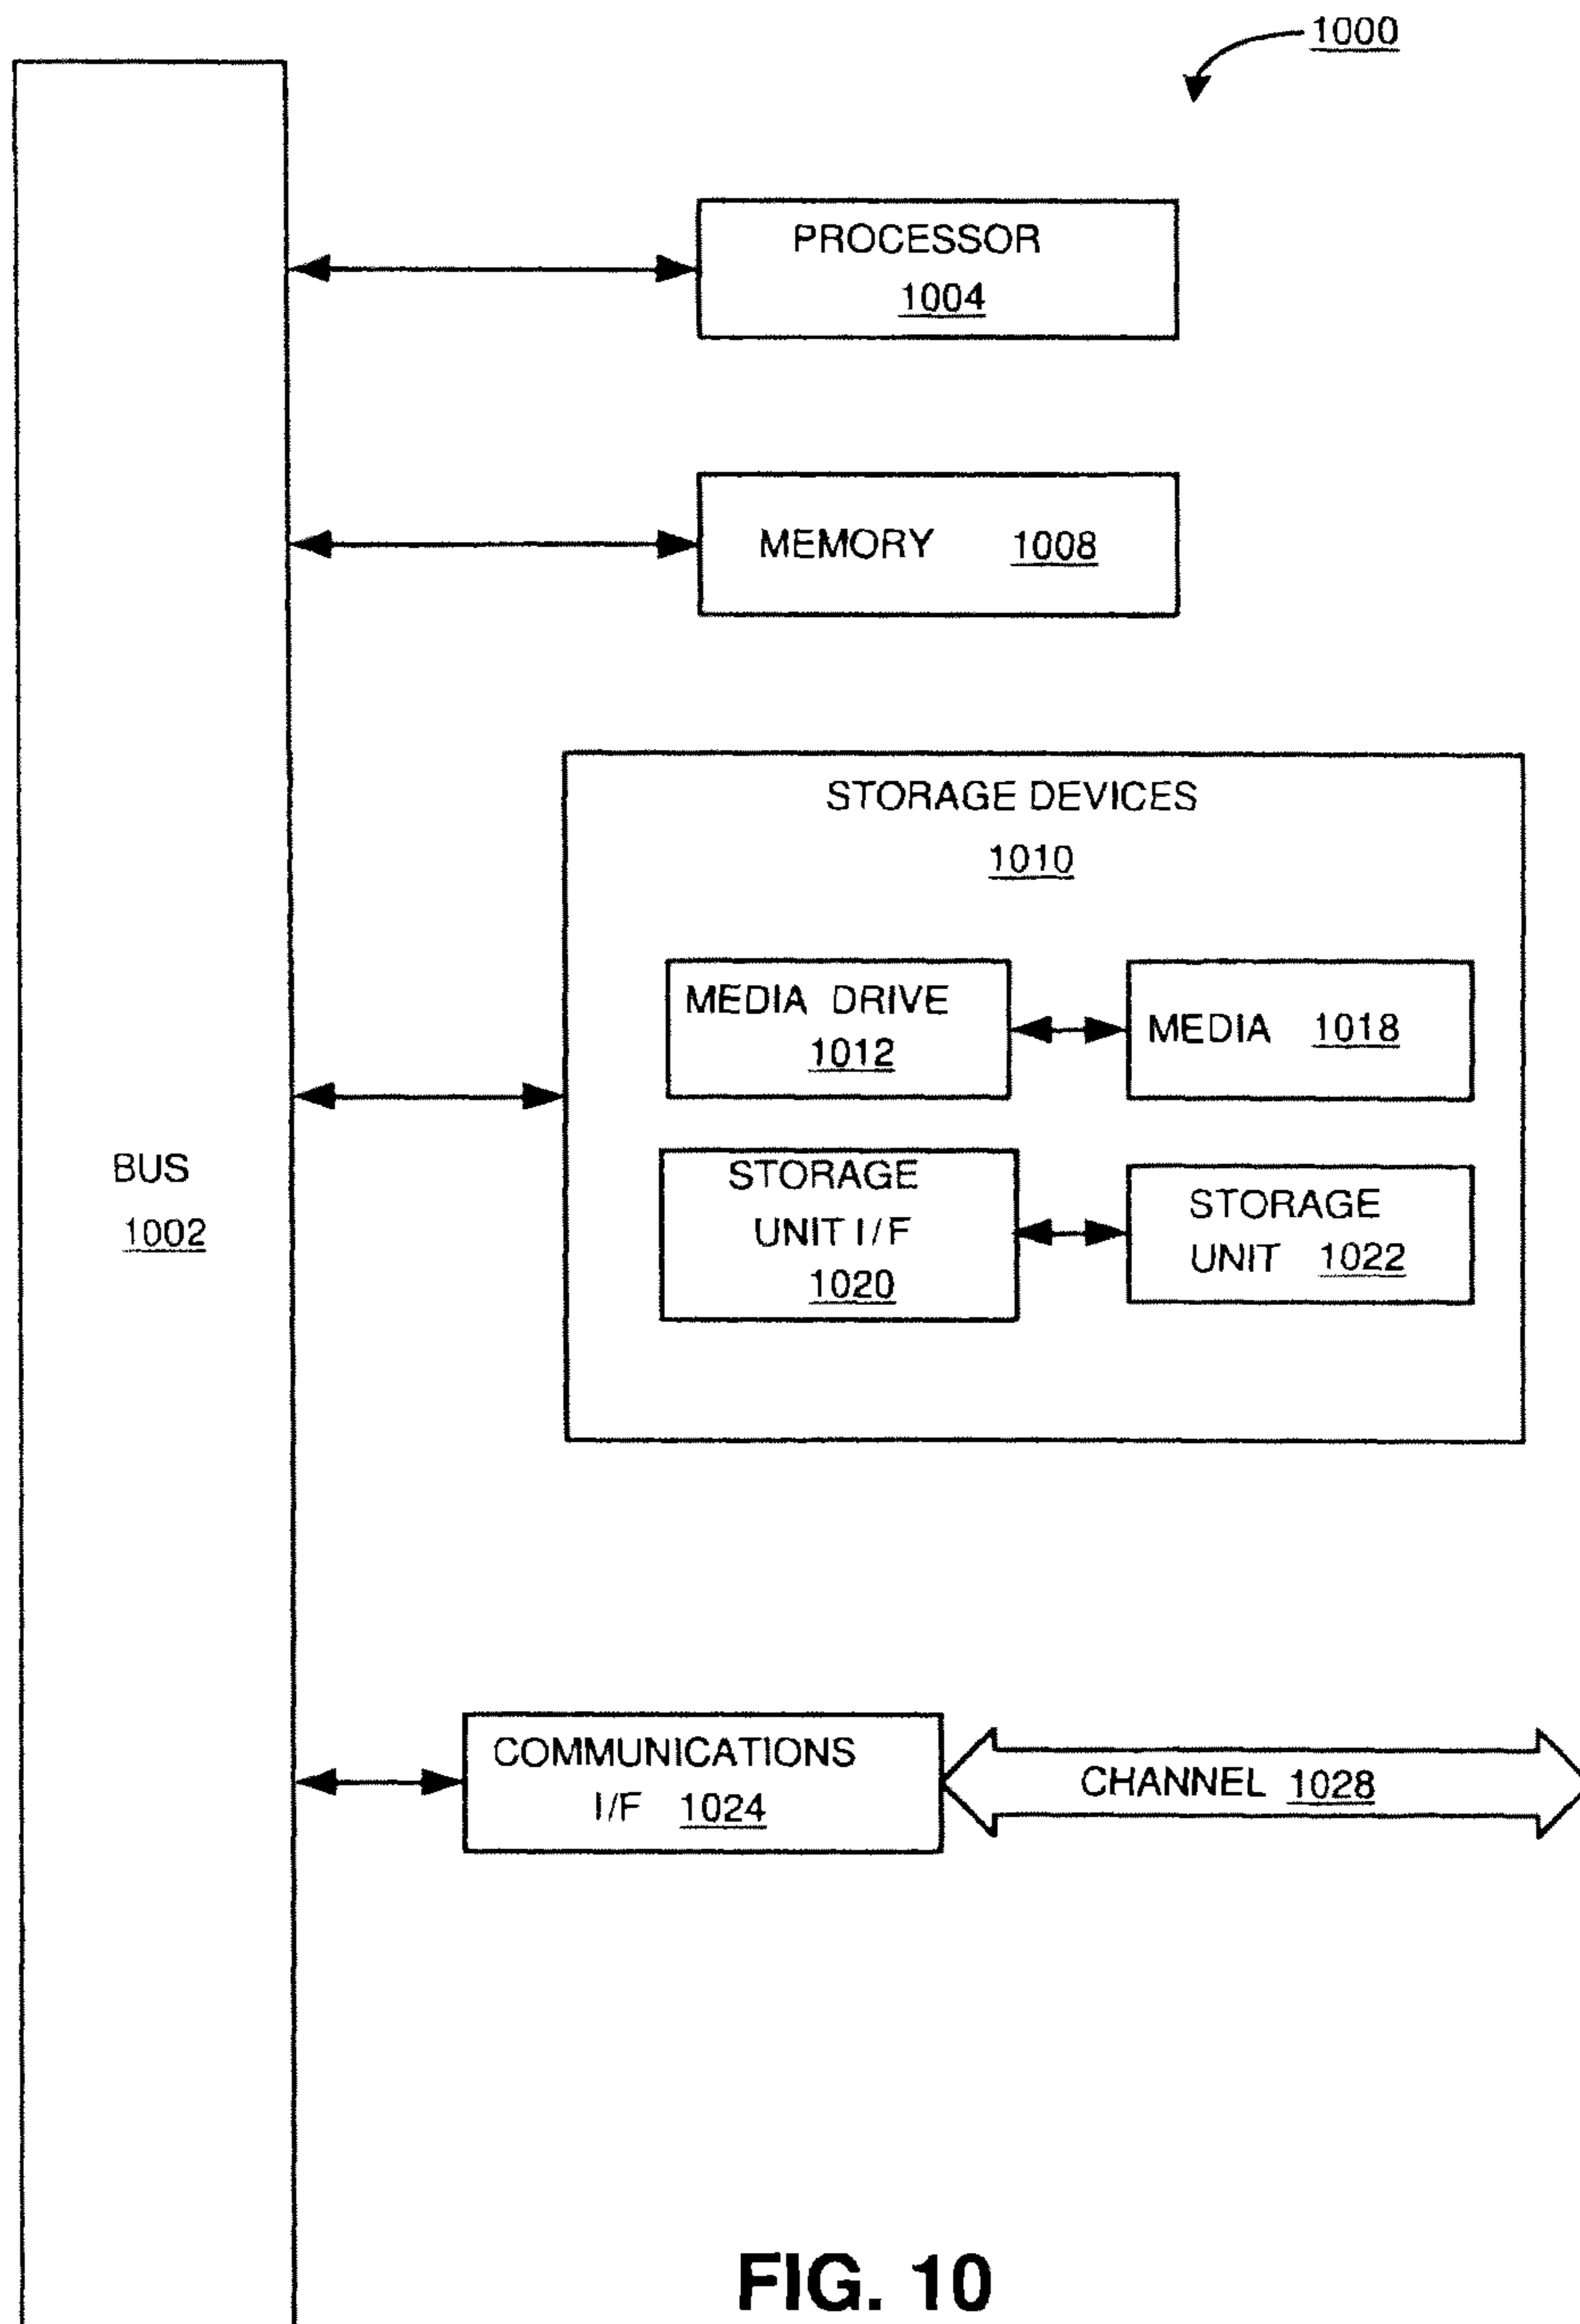 1000
PROCESSOR
1004
MEMORY 1008
STORAGE DEVICES
1010
MEDIA DRIVE
1012
MEDIA 1018
STORAGE
UNIT I/F
1020
STORAGE
UNIT 1022
BUS
1002
COMMUNICATIONS
I/F 1024
CHANNEL 1028
FIG. 10